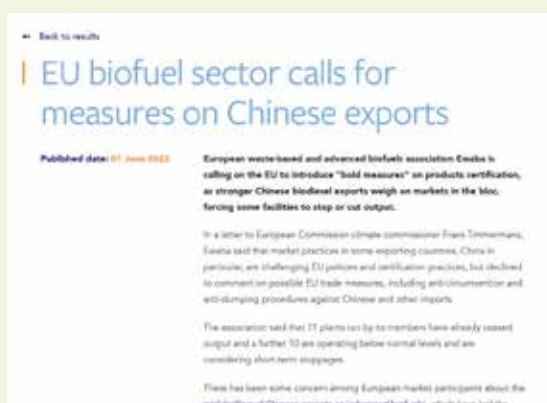 ← Back to results
EU biofuel sector calls for
measures on Chinese exports
Published date: 01 June
European waste-based and advanced biofuels association Ewaba is
calling on the EU to introduce "bold measures" on products certification,
as stronger Chinese biodiesel exports weigh on markets in the bloc,
forcing some facilities to stop or cut output.
In a letter to European Commission climate commissioner Frans Timmermans,
Ewaba said that market practices in some exporting countries, China in
particular, are challenging EU policies and certification practices, but declined
to comment on possible EU trade measures, including anti-circumvention and
anti-dumping procedures against Chinese and other imports.
The association said that 11 plants run by its members have already ceased
output and a further 10 are operating below normal levels and are
considering short-term stoppages.
There has been some concern among European market participants about the
of Chinese exports